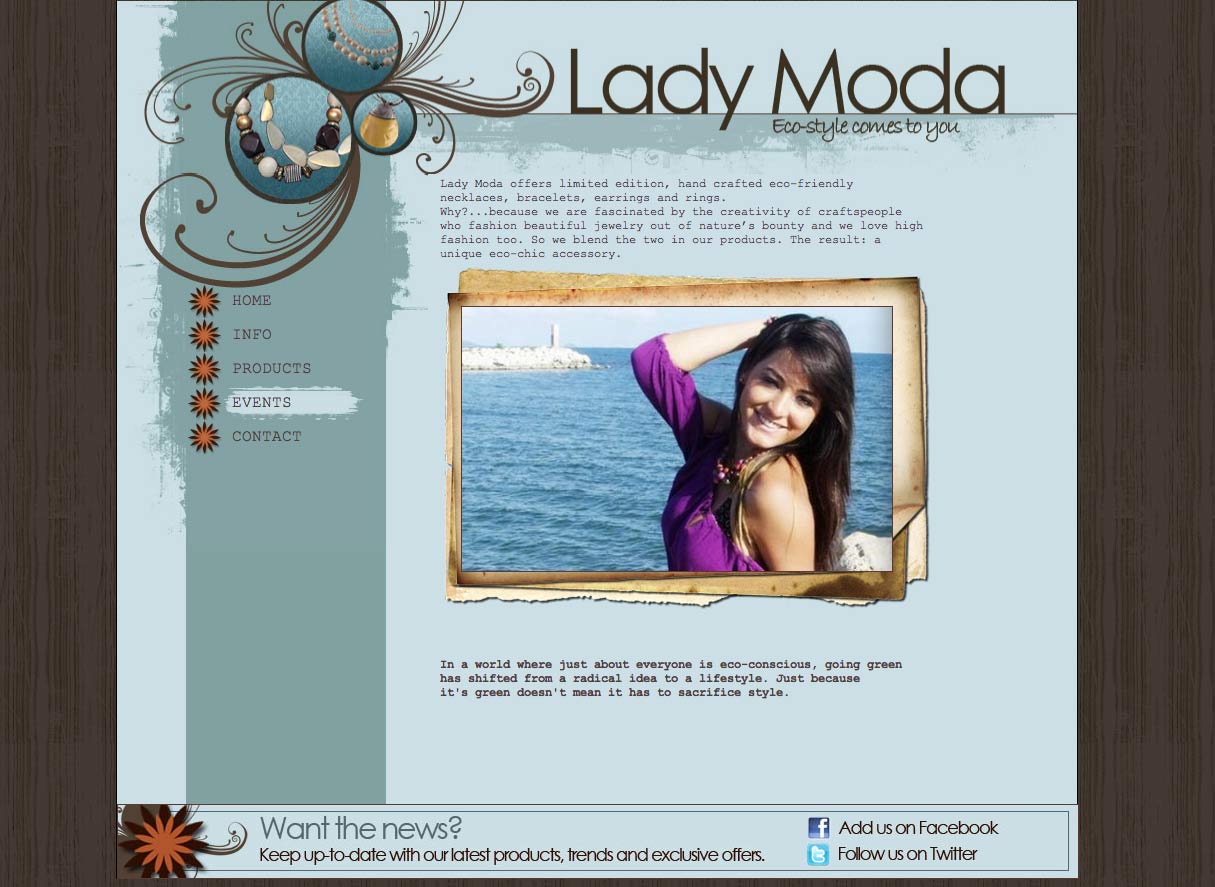 Lady Moda
Eco-style comes to you
Lady Moda offers limited edition, hand crafted eco-friendly
necklaces, bracelets, earrings and rings.
Why?...because we are fascinated by the creativity of craftspeople
who fashion beautiful jewelry out of nature’s bounty and we love high
fashion too. So we blend the two in our products. The result: a
unique eco-chic accessory.
HOME
INFO
PRODUCTS
EVENTS
CONTACT
In a world where just about everyone is eco-conscious, going green
has shifted from a radical idea to a lifestyle. Just because
it's green doesn't mean it has to sacrifice style.
Want the news?
Keep up-to-date with our latest products, trends and exclusive offers.
Add us on Facebook
Follow us on Twitter